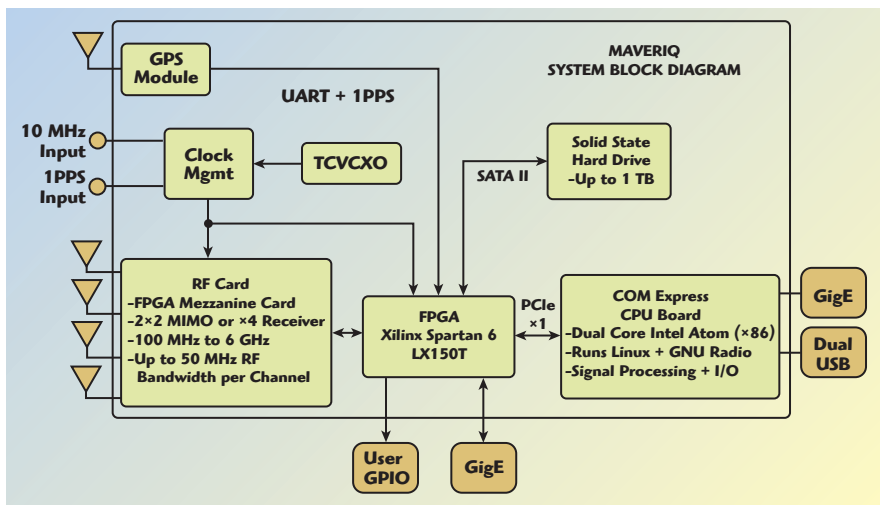 MAVERIQ
SYSTEM BLOCK DIAGRAM
GPS
Module
UART + 1PPS
10 MHz
Input
1PPS
Input
Clock
Mgmt
TCVCXO
SATA II
Solid State
Hard Drive
–Up to 1 TB
RF Card
–FPGA Mezzanine Card
–2×2 MIMO or ×4 Receiver
–100 MHz to 6 GHz
–Up to 50 MHz RF
Bandwidth per Channel
FPGA
Xilinx Spartan 6
LX150T
PCIe
×1
COM Express
CPU Board
–Dual Core Intel Atom (×86)
–Runs Linux + GNU Radio
–Signal Processing + I/O
GigE
Dual
USB
User
GPIO
GigE